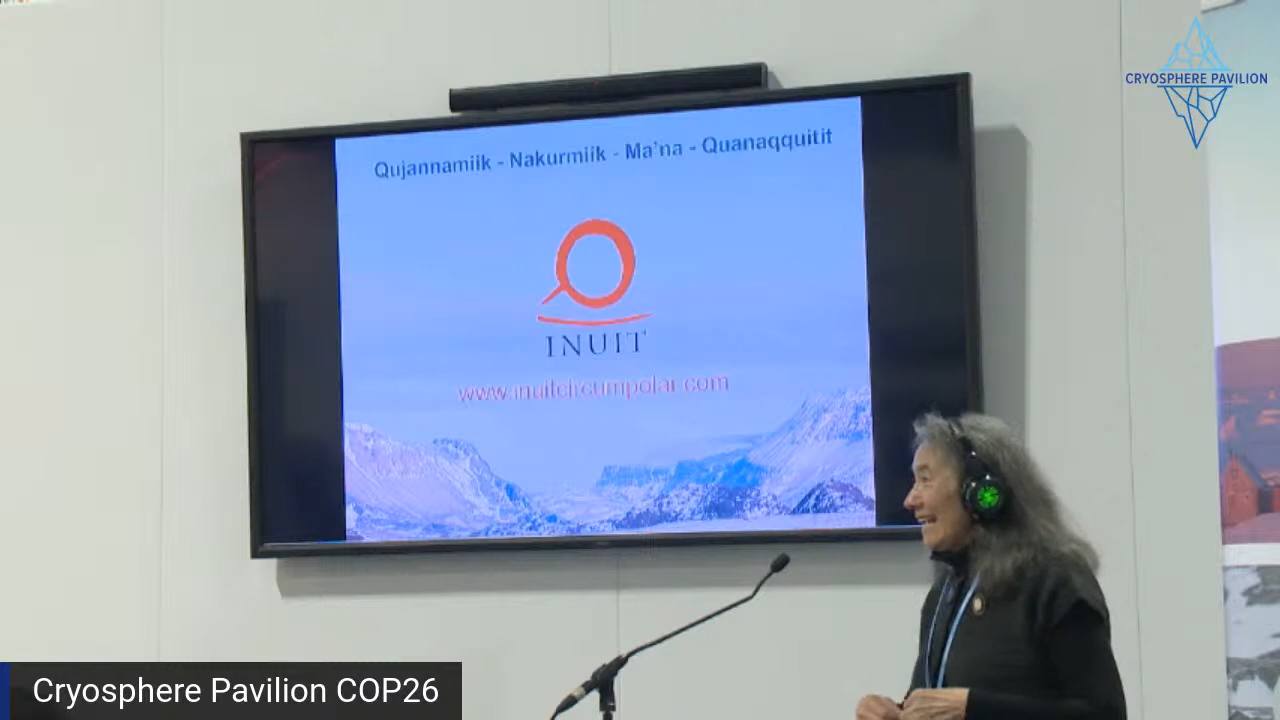 CRYOSPHERE PAVILION
Qujannamiik - Nakurmiik - Ma'na - Quanaqquitit
INUIT
www.inuitcircumpolar.com
Cryosphere Pavilion COP26